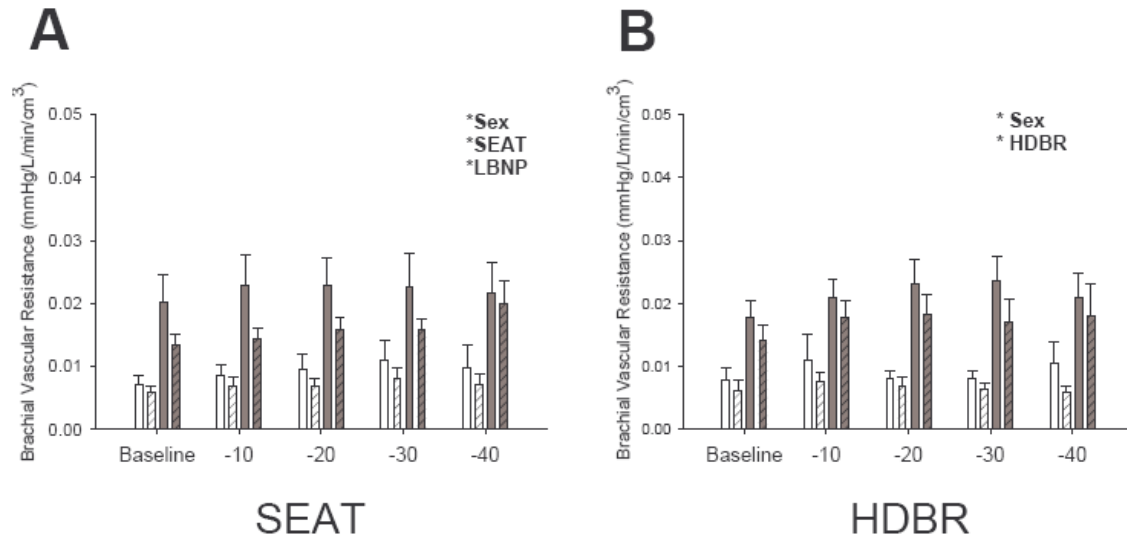 A
Brachial Vascular Resistance (mmHg/L/min/cm³)
0.05
0.04
0.03
0.02
0.01
0.00
*Sex
*SEAT
*LBNP
Baseline -10 -20 -30 -40
SEAT
B
Brachial Vascular Resistance (mmHg/L/min/cm³)
0.05
0.04
0.03
0.02
0.01
0.00
* Sex
* HDBR
Baseline -10 -20 -30 -40
HDBR